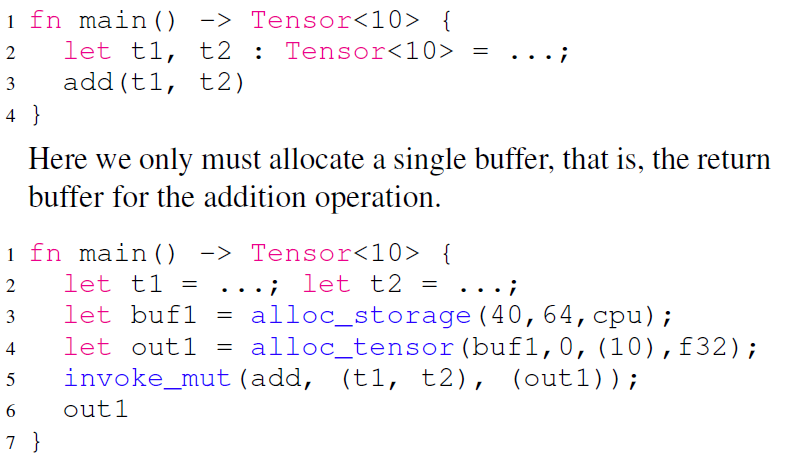 1 fn main() -> Tensor<10> {
2   let t1, t2 : Tensor<10> = ...;
3   add(t1, t2)
4 }
Here we only must allocate a single buffer, that is, the return
buffer for the addition operation.
1 fn main() -> Tensor<10> {
2   let t1 = ...; let t2 = ...;
3   let buf1 = alloc_storage(40,64,cpu);
4   let out1 = alloc_tensor(buf1,0,(10),f32);
5   invoke_mut(add, (t1, t2), (out1));
6   out1
7 }